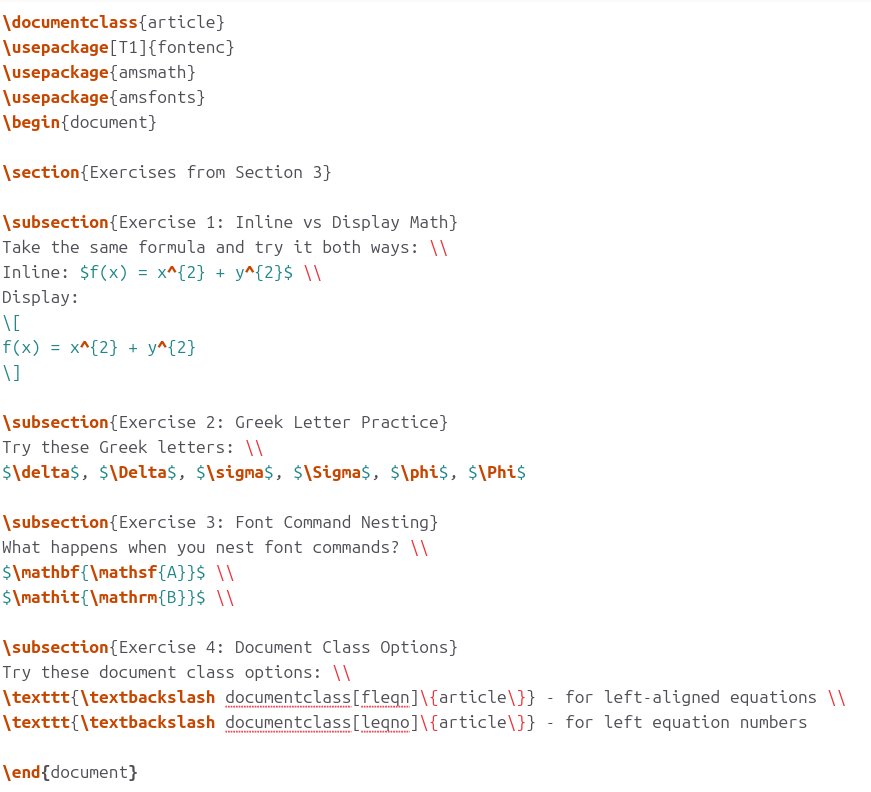 \documentclass{article}
\usepackage[T1]{fontenc}
\usepackage{amsmath}
\usepackage{amsfonts}
\begin{document}
\section{Exercises from Section 3}
\subsection{Exercise 1: Inline vs Display Math}
Take the same formula and try it both ways: \\
Inline: $f(x) = x^{2} + y^{2}$ \\
Display:
\[
f(x) = x^{2} + y^{2}
\]
\subsection{Exercise 2: Greek Letter Practice}
Try these Greek letters: \\
$\delta$, $\Delta$, $\sigma$, $\Sigma$, $\phi$, $\Phi$
\subsection{Exercise 3: Font Command Nesting}
What happens when you nest font commands? \\
$\mathbf{\mathsf{A}}$ \\
$\mathit{\mathrm{B}}$ \\
\subsection{Exercise 4: Document Class Options}
Try these document class options: \\
\texttt{\textbackslash documentclass[fleqn]\{article\}} - for left-aligned equations \\
\texttt{\textbackslash documentclass[leqno]\{article\}} - for left equation numbers
\end{document}